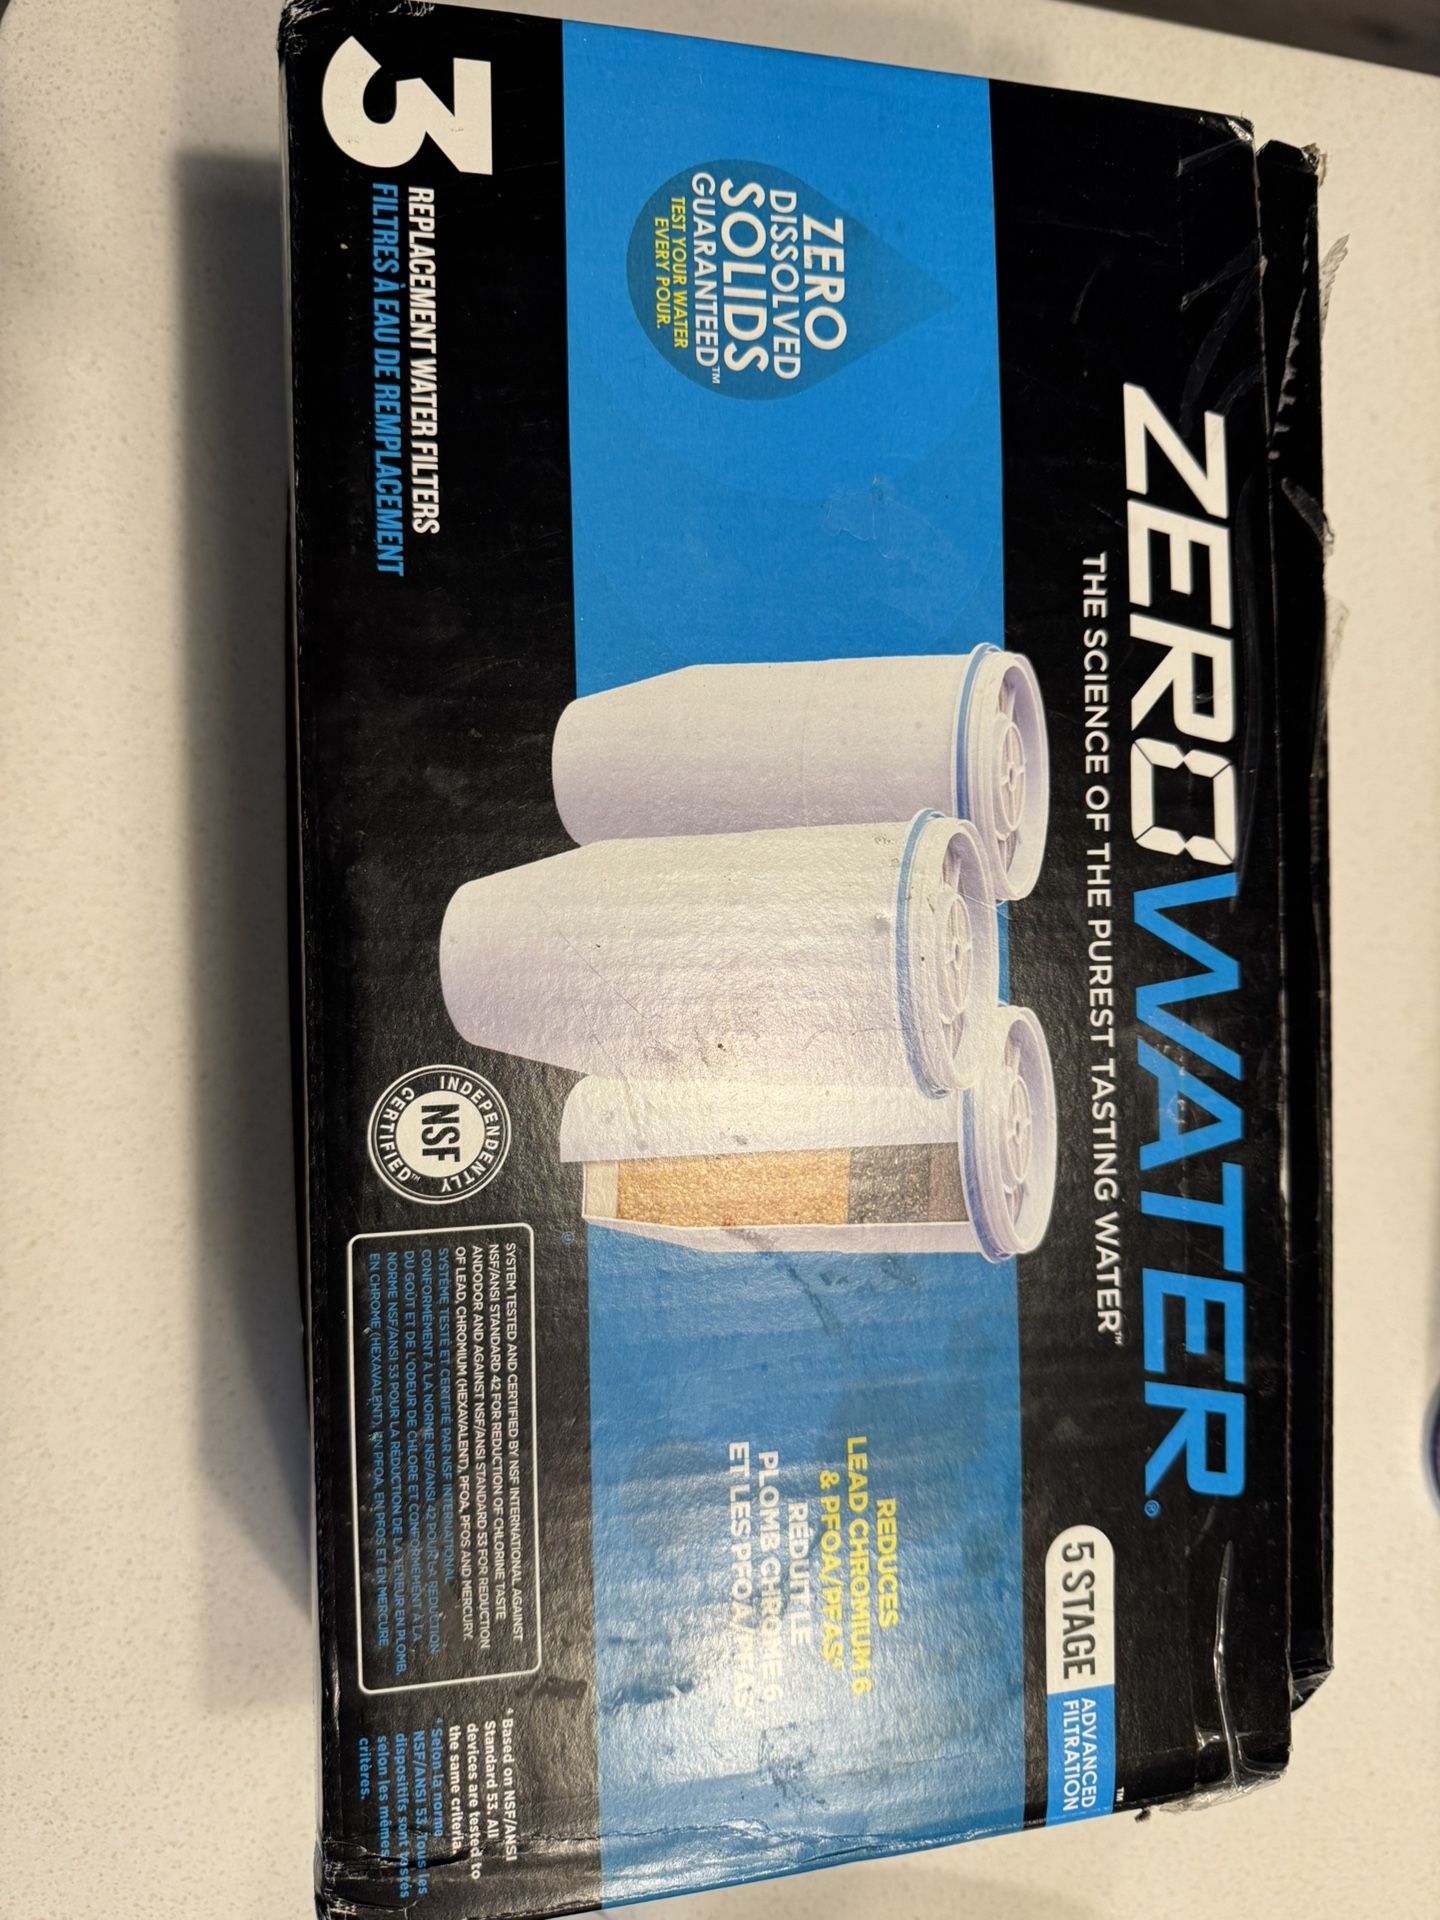 ZEROWATER®
THE SCIENCE OF THE PUREST TASTING WATER™
5 STAGE
ADVANCED
FILTRATION™
ZERO
DISSOLVED
SOLIDS
GUARANTEED™
TEST YOUR WATER
EVERY POUR.
REDUCES
LEAD CHROMIUM 6
& PFOA/PFAS⁴
RÉDUIT LE
PLOMB CHROME 6
ET LES PFOA/PFAS⁴
3
REPLACEMENT WATER FILTERS
FILTRES À EAU DE REMPLACEMENT
INDEPENDENTLY
NSF
CERTIFIED™
SYSTEM TESTED AND CERTIFIED BY NSF INTERNATIONAL AGAINST
NSF/ANSI STANDARD 42 FOR REDUCTION OF CHLORINE TASTE
ANDODOR AND AGAINST NSF/ANSI STANDARD 53 FOR REDUCTION
OF LEAD, CHROMIUM (HEXAVALENT), PFOA, PFOS AND MERCURY.
SYSTÈME TESTÉ ET CERTIFIÉ PAR NSF INTERNATIONAL
CONFORMÉMENT À LA NORME NSF/ANSI 42 POUR LA RÉDUCTION
DU GOÛT ET DE L'ODEUR DE CHLORE ET CONFORMÉMENT À LA
NORME NSF/ANSI 53 POUR LA RÉDUCTION DE LA TENEUR EN PLOMB,
EN CHROME (HEXAVALENT), EN PFOA, EN PFOS ET EN MERCURE.
⁴ Based on NSF/ANSI
Standard 53. All
devices are tested to
the same criteria.
⁴ Selon la norme
NSF/ANSI 53. Tous les
dispositifs sont testés
selon les mêmes
critères.